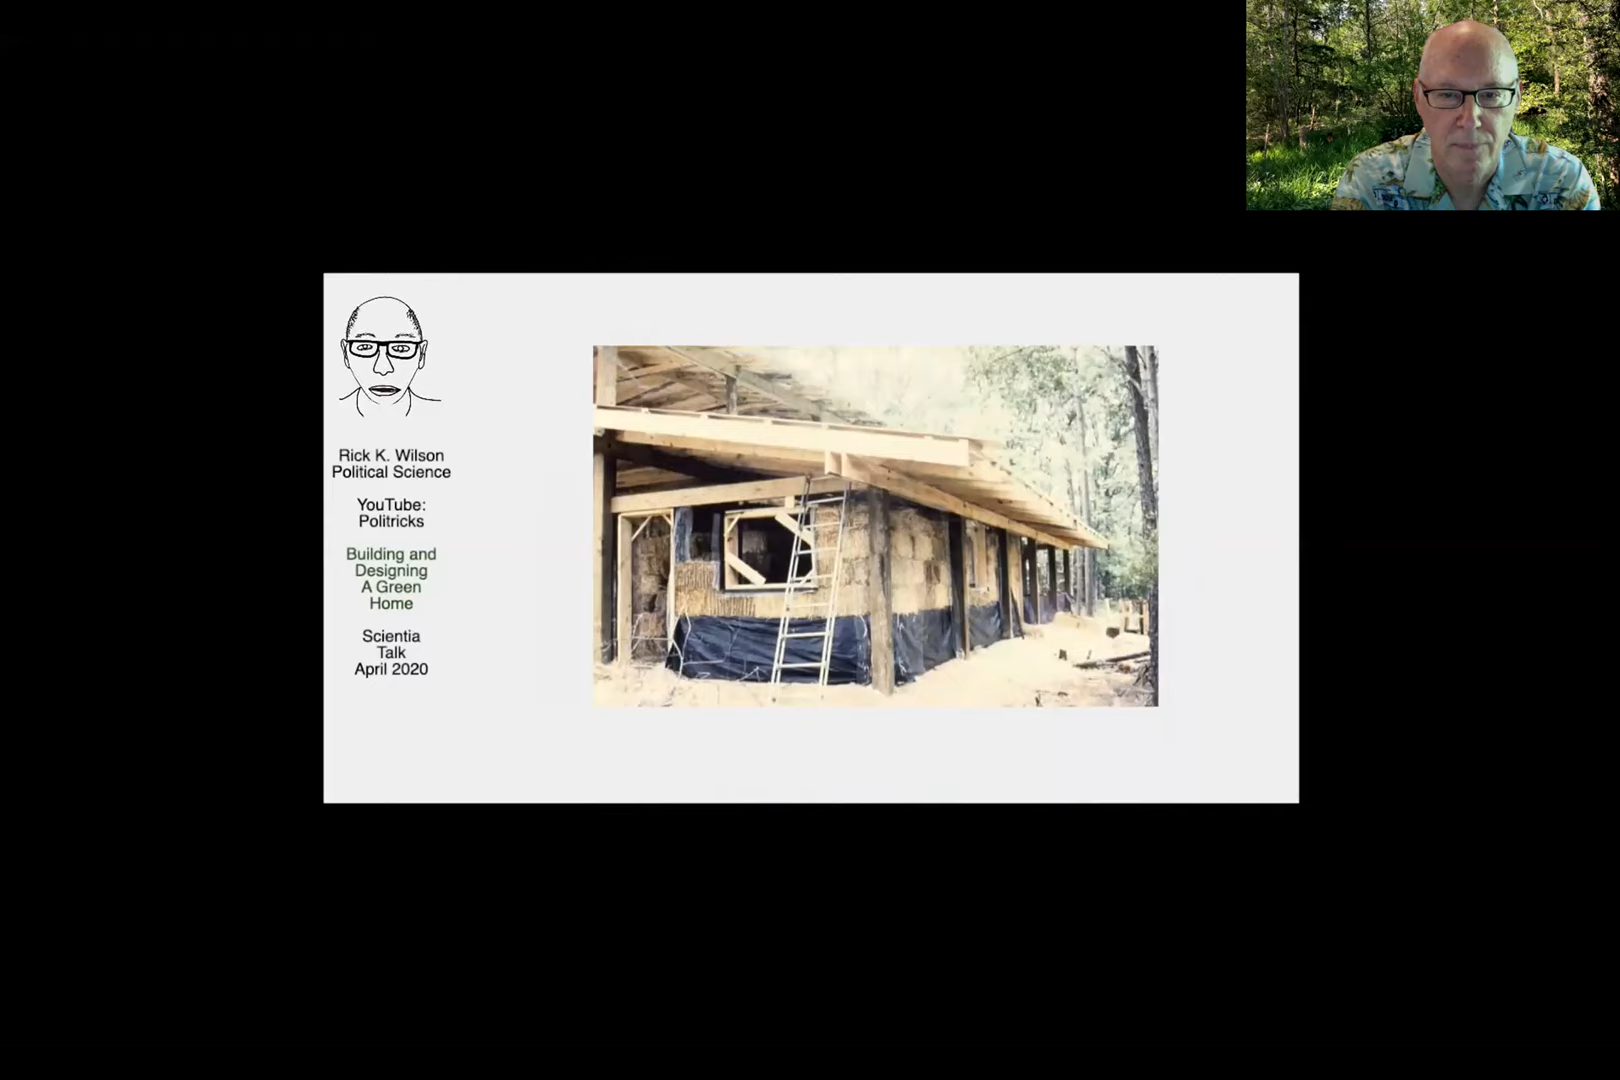 Rick K. Wilson
Political Science
YouTube:
Politricks
Building and
Designing
A Green
Home
Scientia
Talk
April 2020